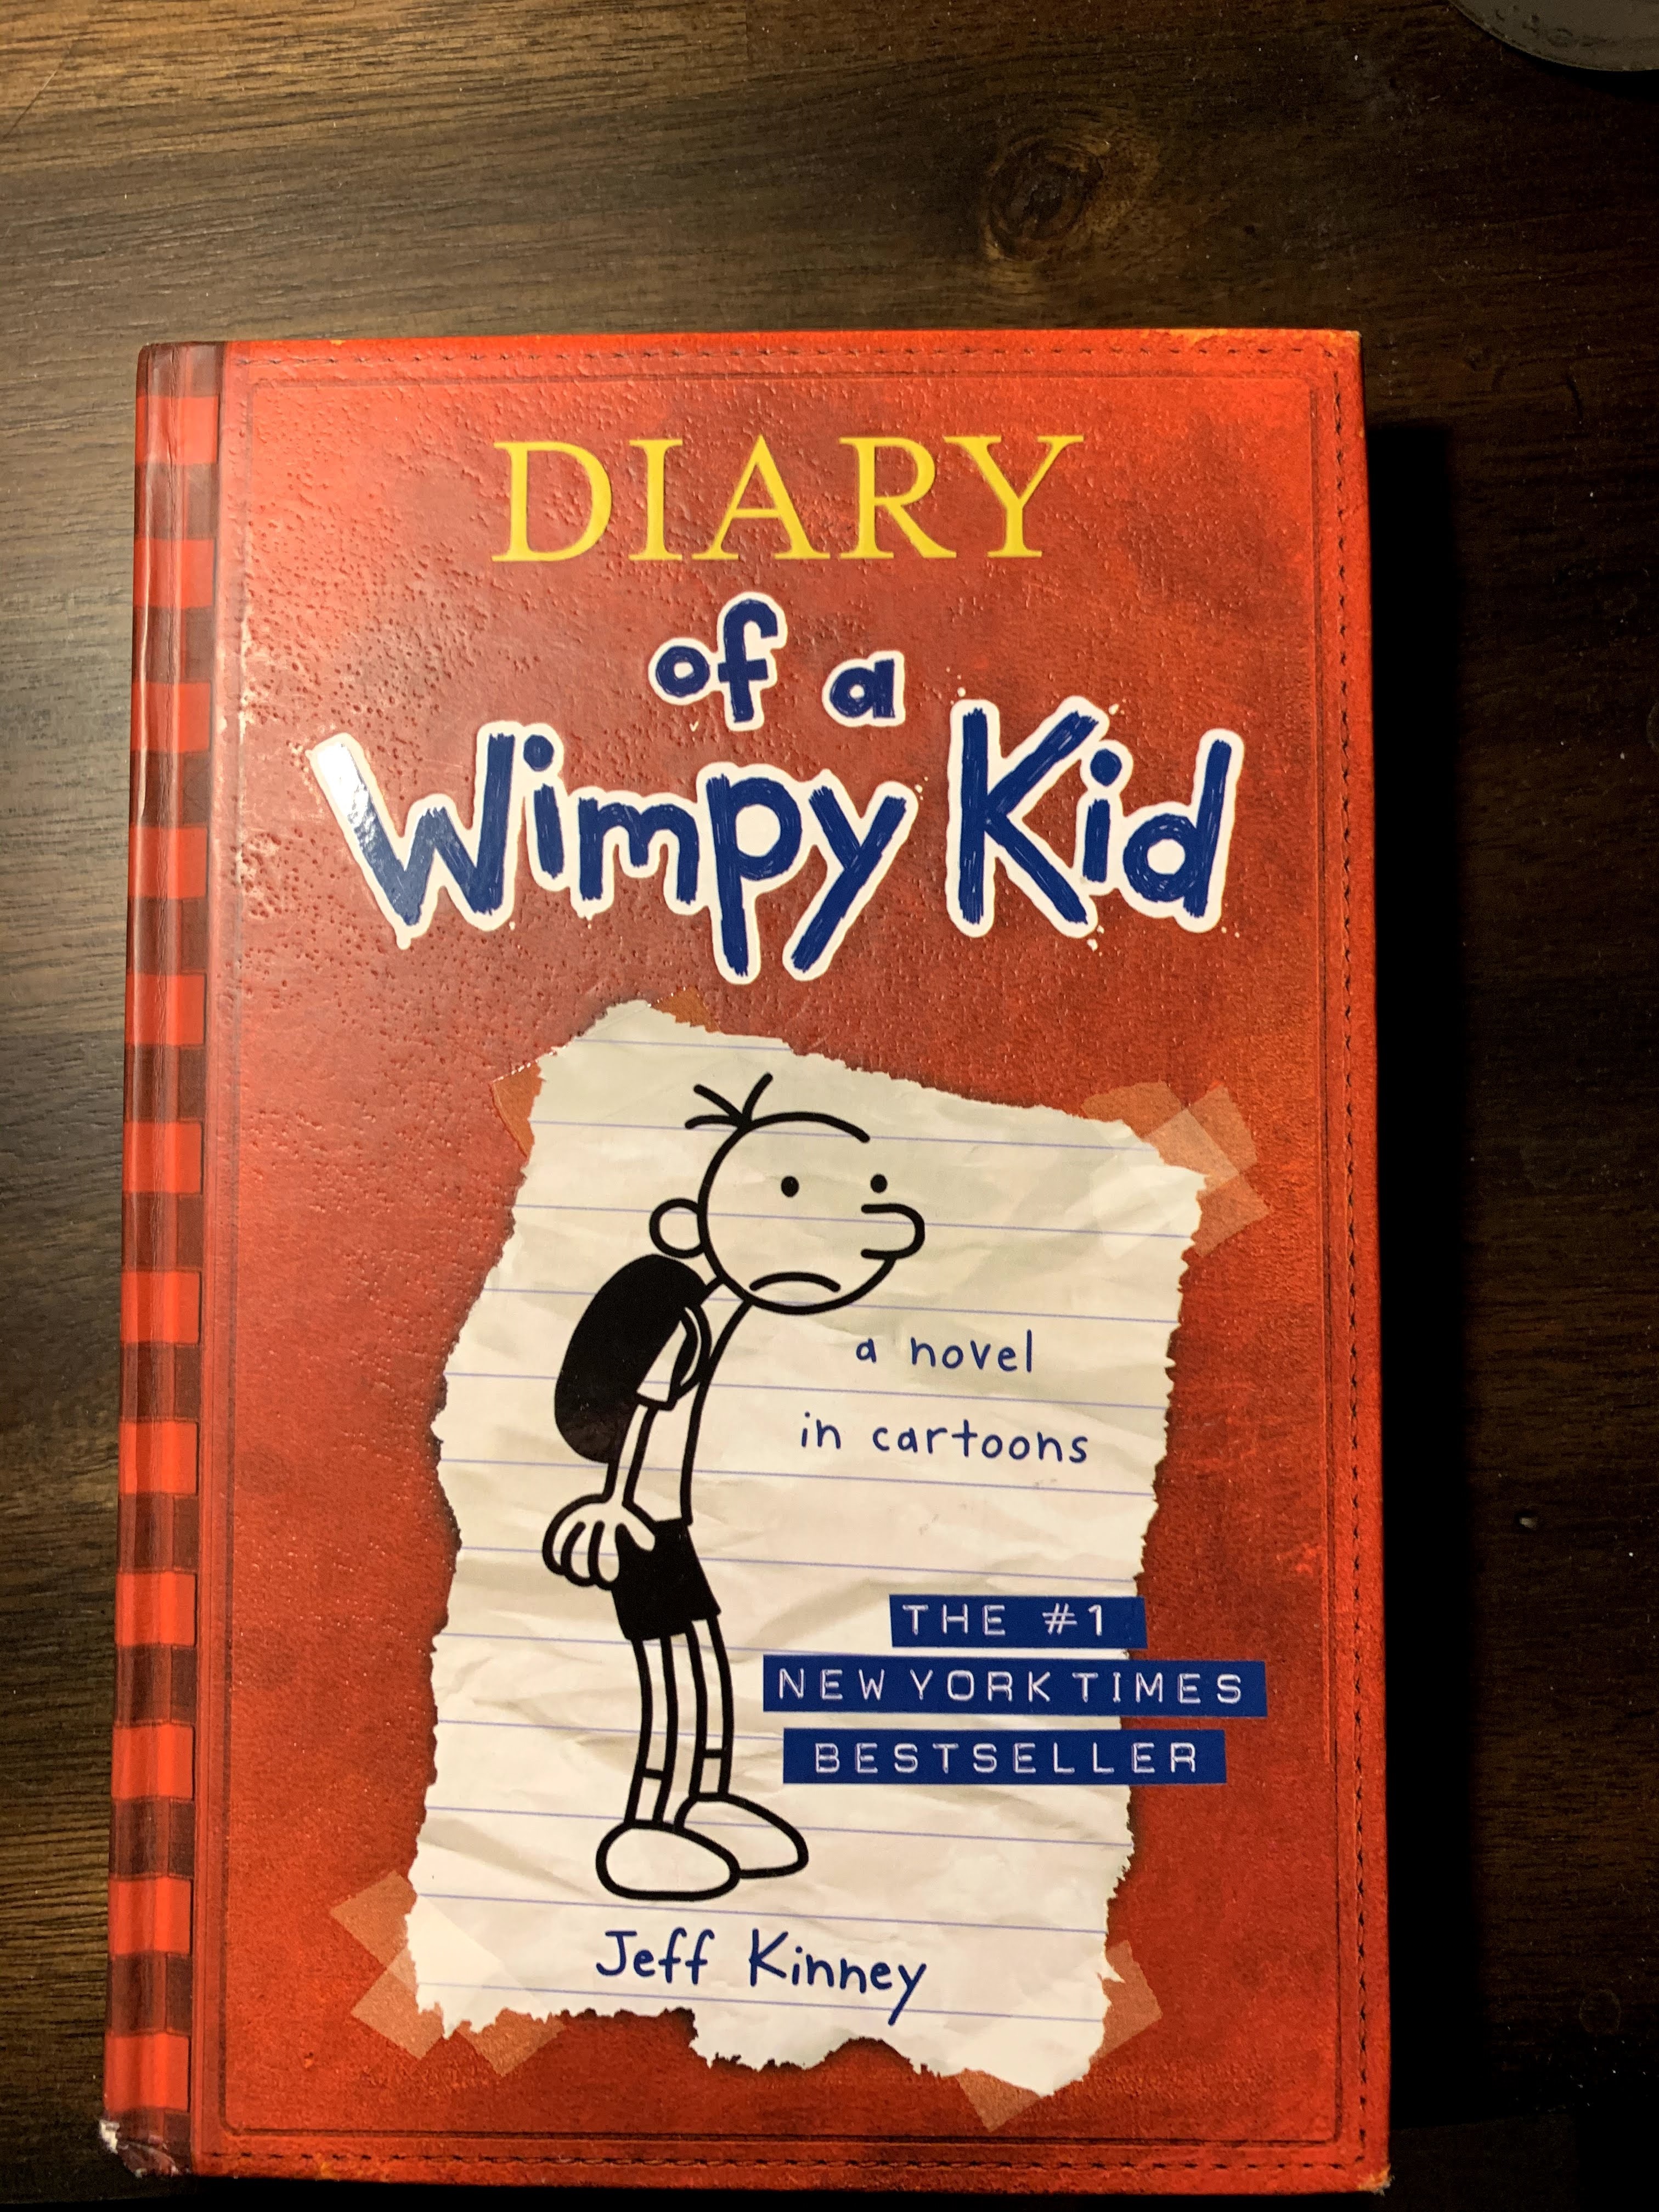 DIARY
of a
Wimpy Kid
a novel
in cartoons
THE #1
NEW YORK TIMES
BESTSELLER
Jeff Kinney